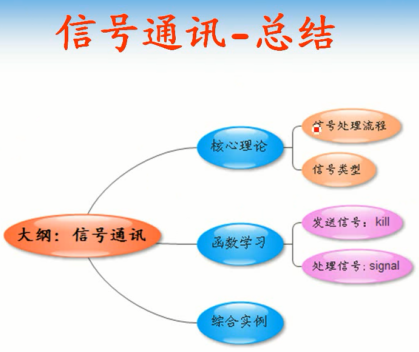 信号通讯-总结
信号处理流程
核心理论
信号类型
大纲：信号通讯
发送信号：kill
函数学习
处理信号：signal
综合实例